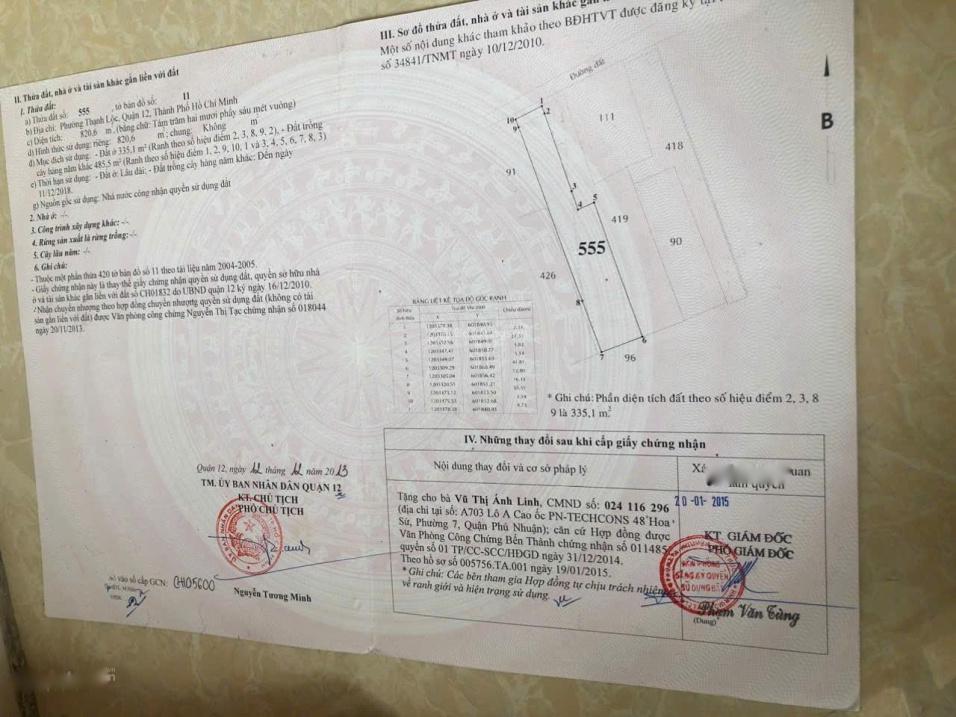 II. Thửa đất, nhà ở và tài sản khác gắn liền với đất
1. Thửa đất:
a) Thửa đất số: 555 , tờ bản đồ số: 11
b) Địa chỉ: Phường Thạnh Lộc, Quận 12, Thành Phố Hồ Chí Minh
c) Diện tích: 820,6 m², (bằng chữ: Tám trăm hai mươi phẩy sáu mét vuông)
d) Hình thức sử dụng: riêng: 820,6 m²; chung: Không m
đ) Mục đích sử dụng: - Đất ở 335,1 m² (Ranh theo số hiệu điểm 2, 3, 8, 9, 2), - Đất trồng
cây hàng năm khác 485,5 m² (Ranh theo số hiệu điểm 1, 2, 9, 10, 1 và 3, 4, 5, 6, 7, 8, 3)
e) Thời hạn sử dụng: - Đất ở: Lâu dài: - Đất trồng cây hàng năm khác: Đến ngày
11/12/2018.
g) Nguồn gốc sử dụng: Nhà nước công nhận quyền sử dụng đất
2. Nhà ở: -/-
3. Công trình xây dựng khác: -/-
4. Rừng sản xuất là rừng trồng: -/-
5. Cây lâu năm: -/-
6. Ghi chú:
- Thuộc một phần thửa 420 tờ bản đồ số 11 theo tài liệu năm 2004-2005.
- Giấy chứng nhận này là thay thế giấy chứng nhận quyền sử dụng đất, quyền sở hữu nhà
ở và tài sản khác gắn liền với đất số CH01832 do UBND quận 12 ký ngày 16/12/2010.
Nhận chuyển nhượng theo hợp đồng chuyển nhượng quyền sử dụng đất (không có tài
sản gắn liền với đất) được Văn phòng công chứng Nguyễn Thị Tạc chứng nhận số 018044
ngày 20/11/2013.
Quận 12, ngày 12 tháng 12 năm 2013
TM. ỦY BAN NHÂN DÂN QUẬN 12
KT. CHỦ TỊCH
PHÓ CHỦ TỊCH
Nguyễn Tương Minh
Số vào sổ cấp GCN: CH05600
III. Sơ đồ thửa đất, nhà ở và tài sản khác gắn
Một số nội dung khác tham khảo theo BĐHTVT được đăng ký tại
số 34841/TNMT ngày 10/12/2010.
Đường đất
B
111
418
91
419
90
555
426
96
1
2
3
4
5
6
7
8
9
10
BẢNG LIỆT KÊ TỌA ĐỘ GÓC RANH
* Ghi chú: Phần diện tích đất theo số hiệu điểm 2, 3, 8
9 là 335,1 m²
IV. Những thay đổi sau khi cấp giấy chứng nhận
Nội dung thay đổi và cơ sở pháp lý
Tặng cho bà Vũ Thị Ánh Linh, CMND số: 024 116 296
(địa chỉ tại số: A703 Lô A Cao ốc PN-TECHCONS 48 Hoa
Sứ, Phường 7, Quận Phú Nhuận); căn cứ Hợp đồng được
Văn Phòng Công Chứng Bến Thành chứng nhận số 011485
quyển số 01 TP/CC-SCC/HĐGD ngày 31/12/2014.
Theo hồ sơ 005756.TA.001 ngày 19/01/2015.
* Ghi chú: Các bên tham gia Hợp đồng tự chịu trách nhiệm
về ranh giới và hiện trạng sử dụng.
20-01-2015
KT. GIÁM ĐỐC
PHÓ GIÁM ĐỐC
VĂN PHÒNG
ĐĂNG KÝ QUYỀN
SỬ DỤNG ĐẤT
Phạm Văn Tùng
(Dung)